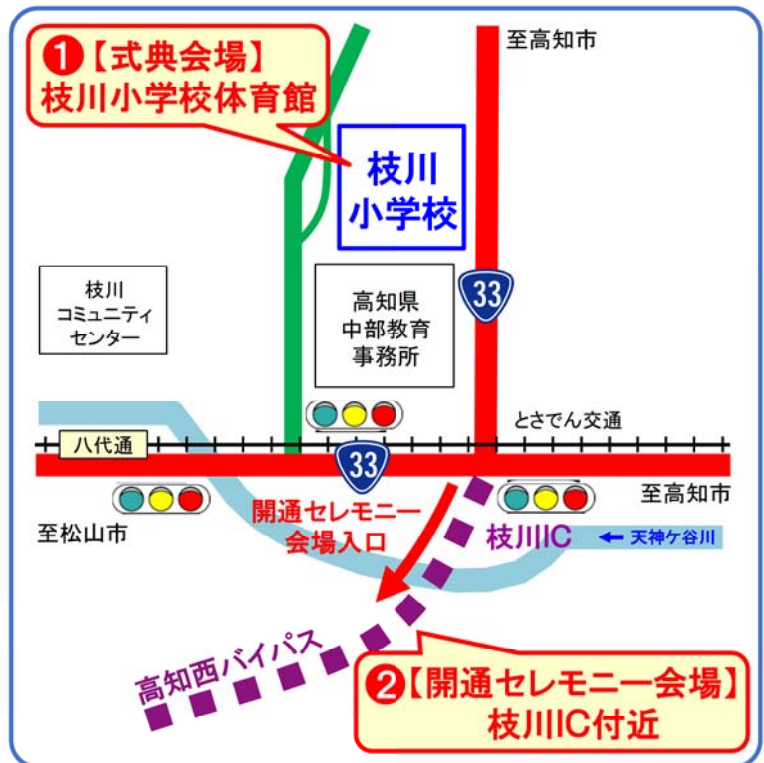 ❶【式典会場】
枝川小学校体育館
至高知市
枝川
小学校
33
枝川
コミュニティ
センター
高知県
中部教育
事務所
とさでん交通
八代通
33
至高知市
至松山市
開通セレモニー
会場入口
枝川IC
← 天神ケ谷川
高知西バイパス
❷【開通セレモニー会場】
枝川IC付近